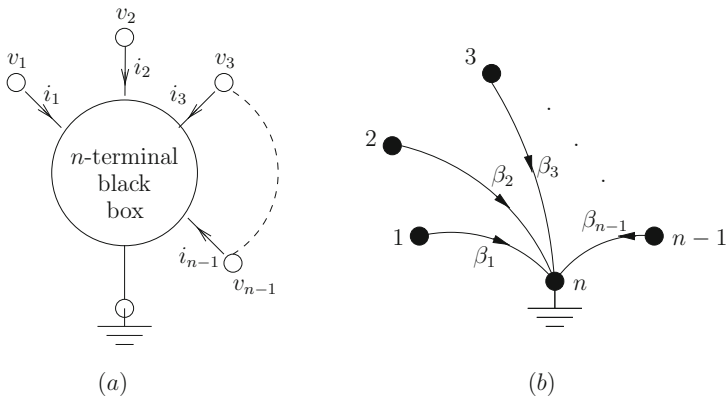 v₂
v₁
v₃
i₂
i₁
i₃
n-terminal
black
box
iₙ₋₁
vₙ₋₁
(a)
3
2
β₃
β₂
1
β₁
βₙ₋₁
n − 1
n
(b)